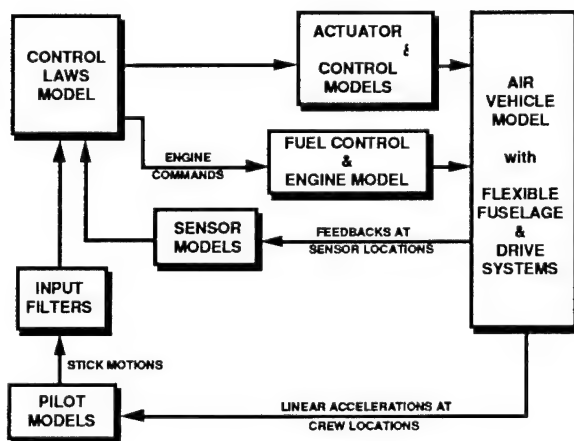 CONTROL
LAWS
MODEL
ACTUATOR
&
CONTROL
MODELS
AIR
VEHICLE
MODEL
with
FLEXIBLE
FUSELAGE
&
DRIVE
SYSTEMS
ENGINE
COMMANDS
FUEL CONTROL
&
ENGINE MODEL
SENSOR
MODELS
FEEDBACKS AT
SENSOR LOCATIONS
INPUT
FILTERS
STICK MOTIONS
PILOT
MODELS
LINEAR ACCELERATIONS AT
CREW LOCATIONS